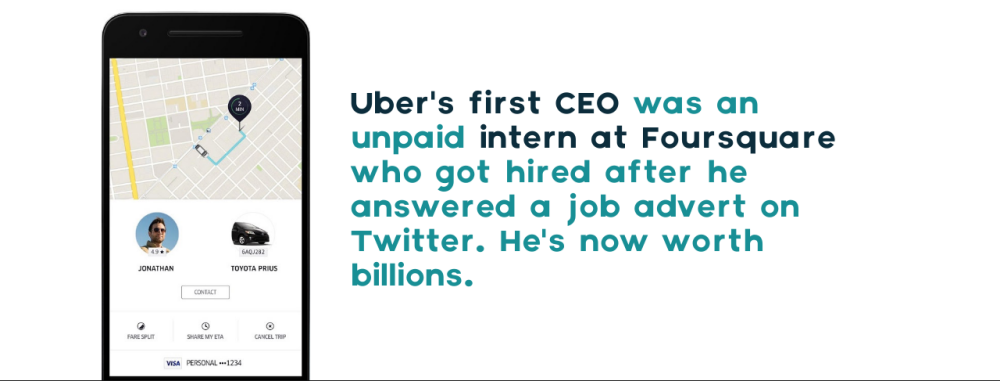 2
MIN
Uber's first CEO was an
unpaid intern at Foursquare
who got hired after he
answered a job advert on
Twitter. He's now worth
billions.
4.9 ★
6AQJ282
JONATHAN
TOYOTA PRIUS
CONTACT
FARE SPLIT
SHARE MY ETA
CANCEL TRIP
VISA PERSONAL •••1234